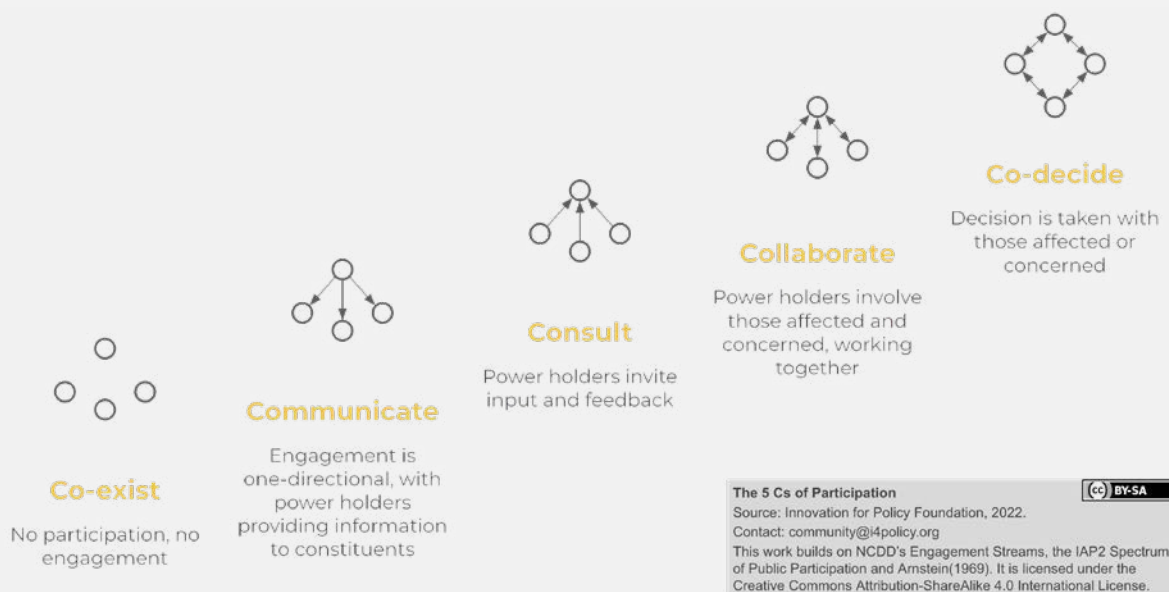 Co-exist
No participation, no
engagement
Communicate
Engagement is
one-directional, with
power holders
providing information
to constituents
Consult
Power holders invite
input and feedback
Collaborate
Power holders involve
those affected and
concerned, working
together
Co-decide
Decision is taken with
those affected or
concerned
The 5 Cs of Participation
cc BY-SA
Source: Innovation for Policy Foundation, 2022.
Contact: community@i4policy.org
This work builds on NCDD's Engagement Streams, the IAP2 Spectrum
of Public Participation and Arnstein(1969). It is licensed under the
Creative Commons Attribution-ShareAlike 4.0 International License.